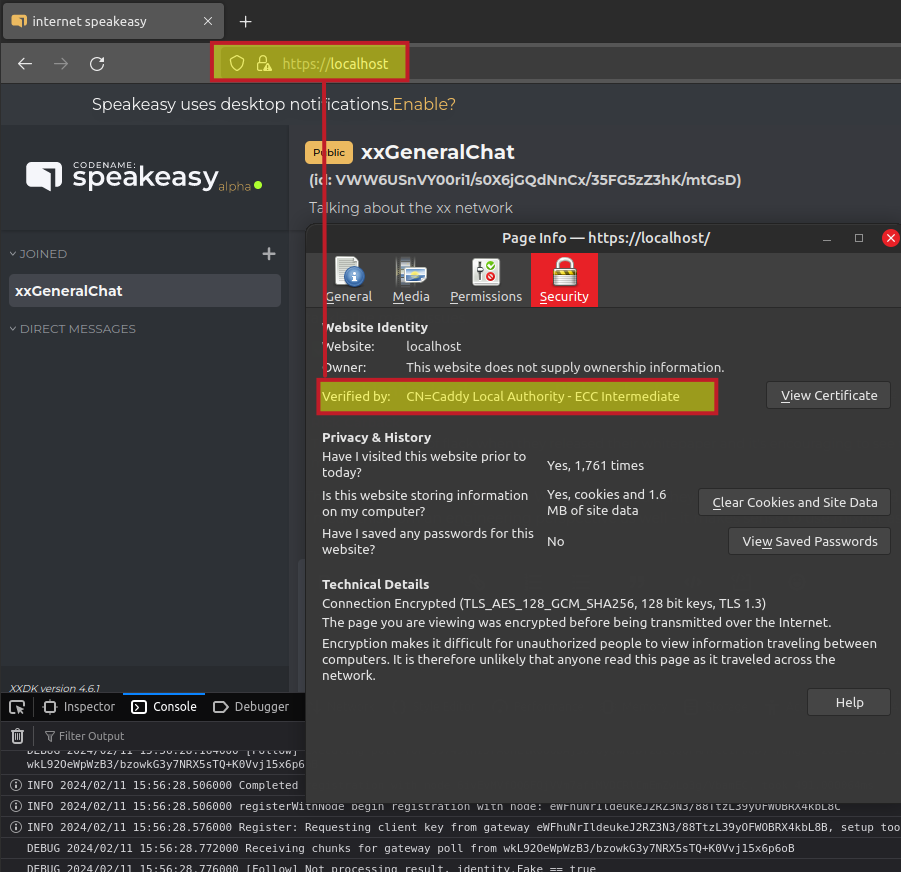 internet speakeasy
https://localhost
Speakeasy uses desktop notifications.Enable?
CODENAME:
speakeasy alpha
Public xxGeneralChat
(id: VWW6USnVY00ri1/s0X6jGQdNnCx/35FG5zZ3hK/mtGsD)
Talking about the xx network
JOINED
xxGeneralChat
DIRECT MESSAGES
XXDK version 4.6.1
Page Info — https://localhost/
General Media Permissions Security
Website Identity
Website: localhost
Owner: This website does not supply ownership information.
Verified by: CN=Caddy Local Authority - ECC Intermediate View Certificate
Privacy & History
Have I visited this website prior to
today?
Yes, 1,761 times
Is this website storing information
on my computer?
Yes, cookies and 1.6
MB of site data
Clear Cookies and Site Data
Have I saved any passwords for this
website?
No
View Saved Passwords
Technical Details
Connection Encrypted (TLS_AES_128_GCM_SHA256, 128 bit keys, TLS 1.3)
The page you are viewing was encrypted before being transmitted over the Internet.
Encryption makes it difficult for unauthorized people to view information traveling between
computers. It is therefore unlikely that anyone read this page as it traveled across the
network.
Help
Inspector Console Debugger
Filter Output
DEBUG 2024/02/11 15:56:28.164000 [Follow]
wkL92OeWpWzB3/bzowkG3y7NRX5sTQ+K0Vvj15x6p6
INFO 2024/02/11 15:56:28.506000 Completed
INFO 2024/02/11 15:56:28.506000 registerWithNode begin registration with node: eWFhuNrIldeukeJ2RZ3N3/88TtzL39yOFWOBRX4kbL8C
INFO 2024/02/11 15:56:28.576000 Register: Requesting client key from gateway eWFhuNrIldeukeJ2RZ3N3/88TtzL39yOFWOBRX4kbL8B, setup too
DEBUG 2024/02/11 15:56:28.772000 Receiving chunks for gateway poll from wkL92OeWpWzB3/bzowkG3y7NRX5sTQ+K0Vvj15x6p6oB
DEBUG 2024/02/11 15:56:28.776000 [Follow] Not processing result, identity.Fake == true